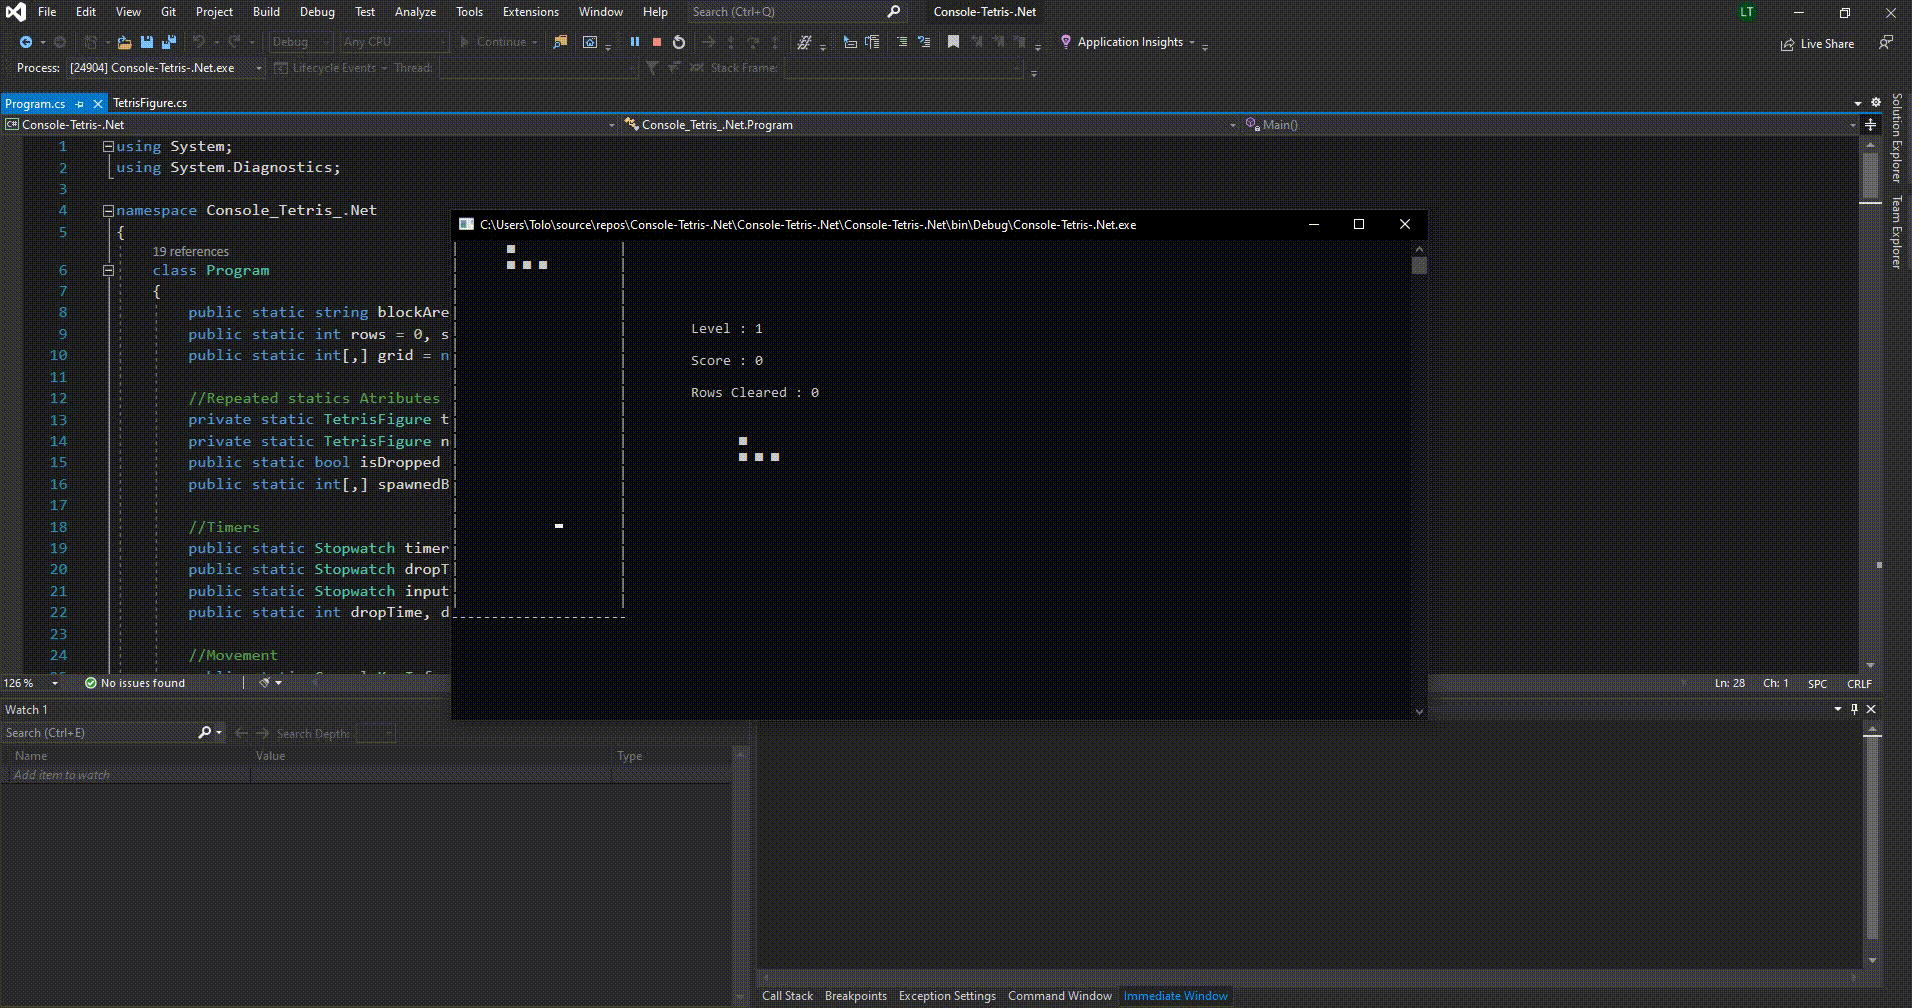 File Edit View Git Project Build Debug Test Analyze Tools Extensions Window Help Search (Ctrl+Q) Console-Tetris-.Net LT
Debug Any CPU Continue Application Insights Live Share
Process: [24904] Console-Tetris-.Net.exe Lifecycle Events Thread: Stack Frame:
Program.cs TetrisFigure.cs
C# Console-Tetris-.Net Console_Tetris_.Net.Program Main()
1 using System;
2 using System.Diagnostics;
3
4 namespace Console_Tetris_.Net
5 {
19 references
6 class Program
7 {
8 public static string blockAre
9 public static int rows = 0, s
10 public static int[,] grid = n
11
12 //Repeated statics Atributes
13 private static TetrisFigure t
14 private static TetrisFigure n
15 public static bool isDropped
16 public static int[,] spawnedB
17
18 //Timers
19 public static Stopwatch timer
20 public static Stopwatch dropT
21 public static Stopwatch input
22 public static int dropTime, d
23
24 //Movement
C:\Users\Tolo\source\repos\Console-Tetris-.Net\Console-Tetris-.Net\Console-Tetris-.Net\bin\Debug\Console-Tetris-.Net.exe
Level : 1
Score : 0
Rows Cleared : 0
Solution Explorer
Team Explorer
126 % No issues found Ln: 28 Ch: 1 SPC CRLF
Watch 1
Search (Ctrl+E) Search Depth:
Name Value Type
Add item to watch
Call Stack Breakpoints Exception Settings Command Window Immediate Window